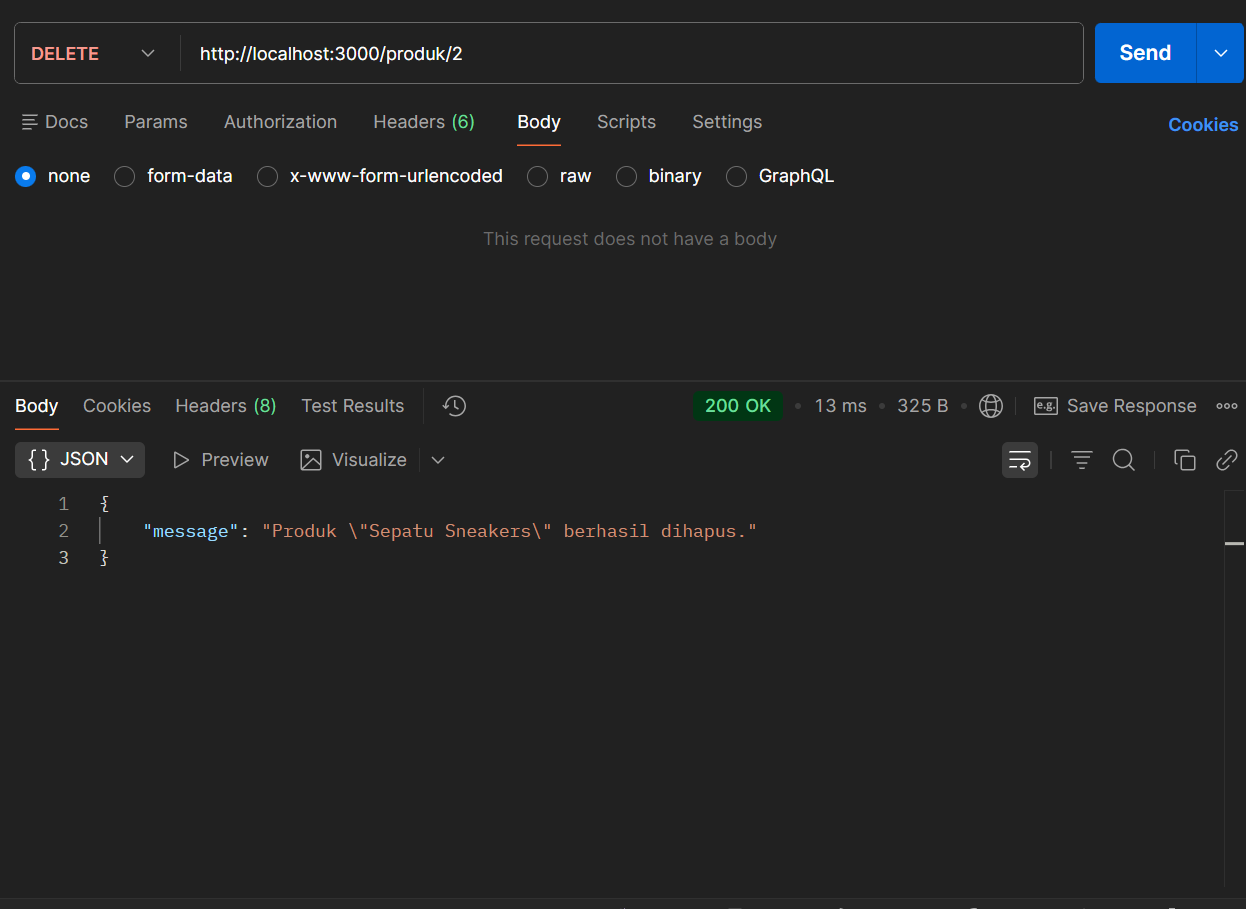 DELETE http://localhost:3000/produk/2 Send
Docs Params Authorization Headers (6) Body Scripts Settings Cookies
none form-data x-www-form-urlencoded raw binary GraphQL
This request does not have a body
Body Cookies Headers (8) Test Results 200 OK • 13 ms • 325 B • e.g. Save Response
{} JSON Preview Visualize
1 {
2 "message": "Produk \"Sepatu Sneakers\" berhasil dihapus."
3 }